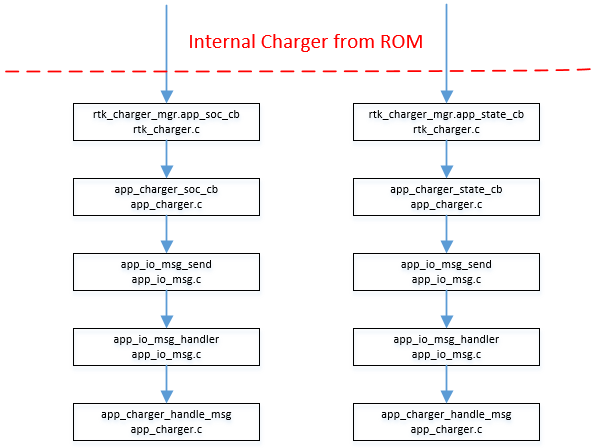 Internal Charger from ROM
rtk_charger_mgr.app_soc_cb
rtk_charger.c
app_charger_soc_cb
app_charger.c
app_io_msg_send
app_io_msg.c
app_io_msg_handler
app_io_msg.c
app_charger_handle_msg
app_charger.c
rtk_charger_mgr.app_state_cb
rtk_charger.c
app_charger_state_cb
app_charger.c
app_io_msg_send
app_io_msg.c
app_io_msg_handler
app_io_msg.c
app_charger_handle_msg
app_charger.c